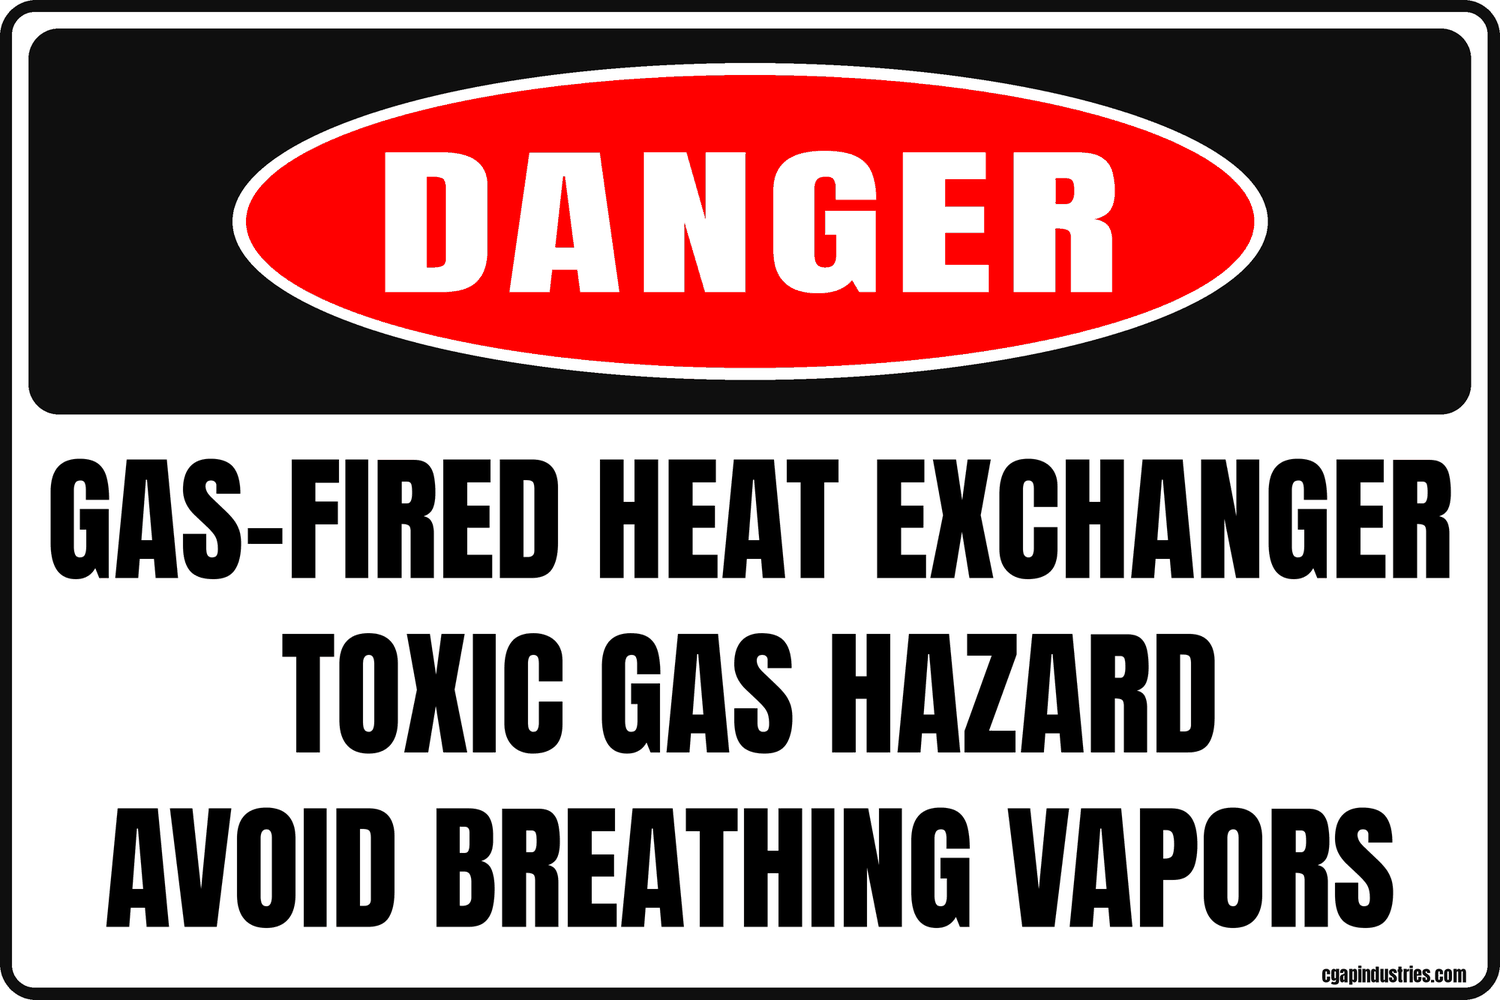 DANGER
GAS-FIRED HEAT EXCHANGER
TOXIC GAS HAZARD
AVOID BREATHING VAPORS
cgapindustries.com